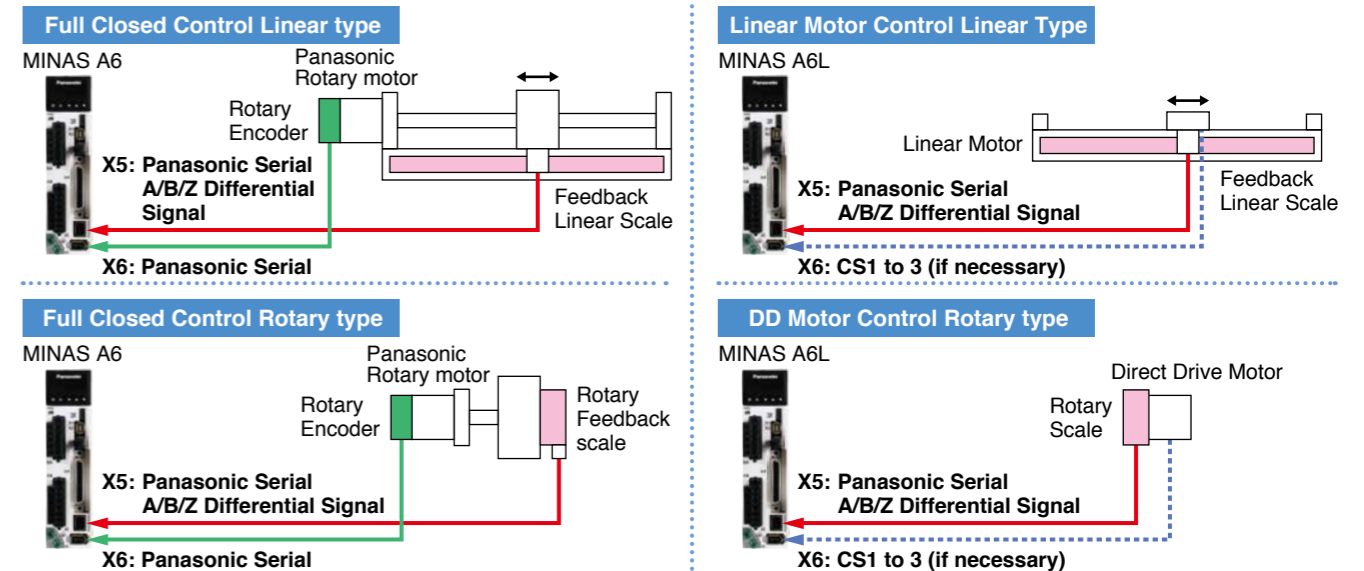 Full Closed Control Linear type
MINAS A6
Panasonic
Rotary motor
Rotary
Encoder
X5: Panasonic Serial
A/B/Z Differential
Signal
Feedback
Linear Scale
X6: Panasonic Serial
Linear Motor Control Linear Type
MINAS A6L
Linear Motor
X5: Panasonic Serial
A/B/Z Differential Signal
Feedback
Linear Scale
X6: CS1 to 3 (if necessary)
Full Closed Control Rotary type
MINAS A6
Panasonic
Rotary motor
Rotary
Encoder
Rotary
Feedback
scale
X5: Panasonic Serial
A/B/Z Differential Signal
X6: Panasonic Serial
DD Motor Control Rotary type
MINAS A6L
Direct Drive Motor
Rotary
Scale
X5: Panasonic Serial
A/B/Z Differential Signal
X6: CS1 to 3 (if necessary)